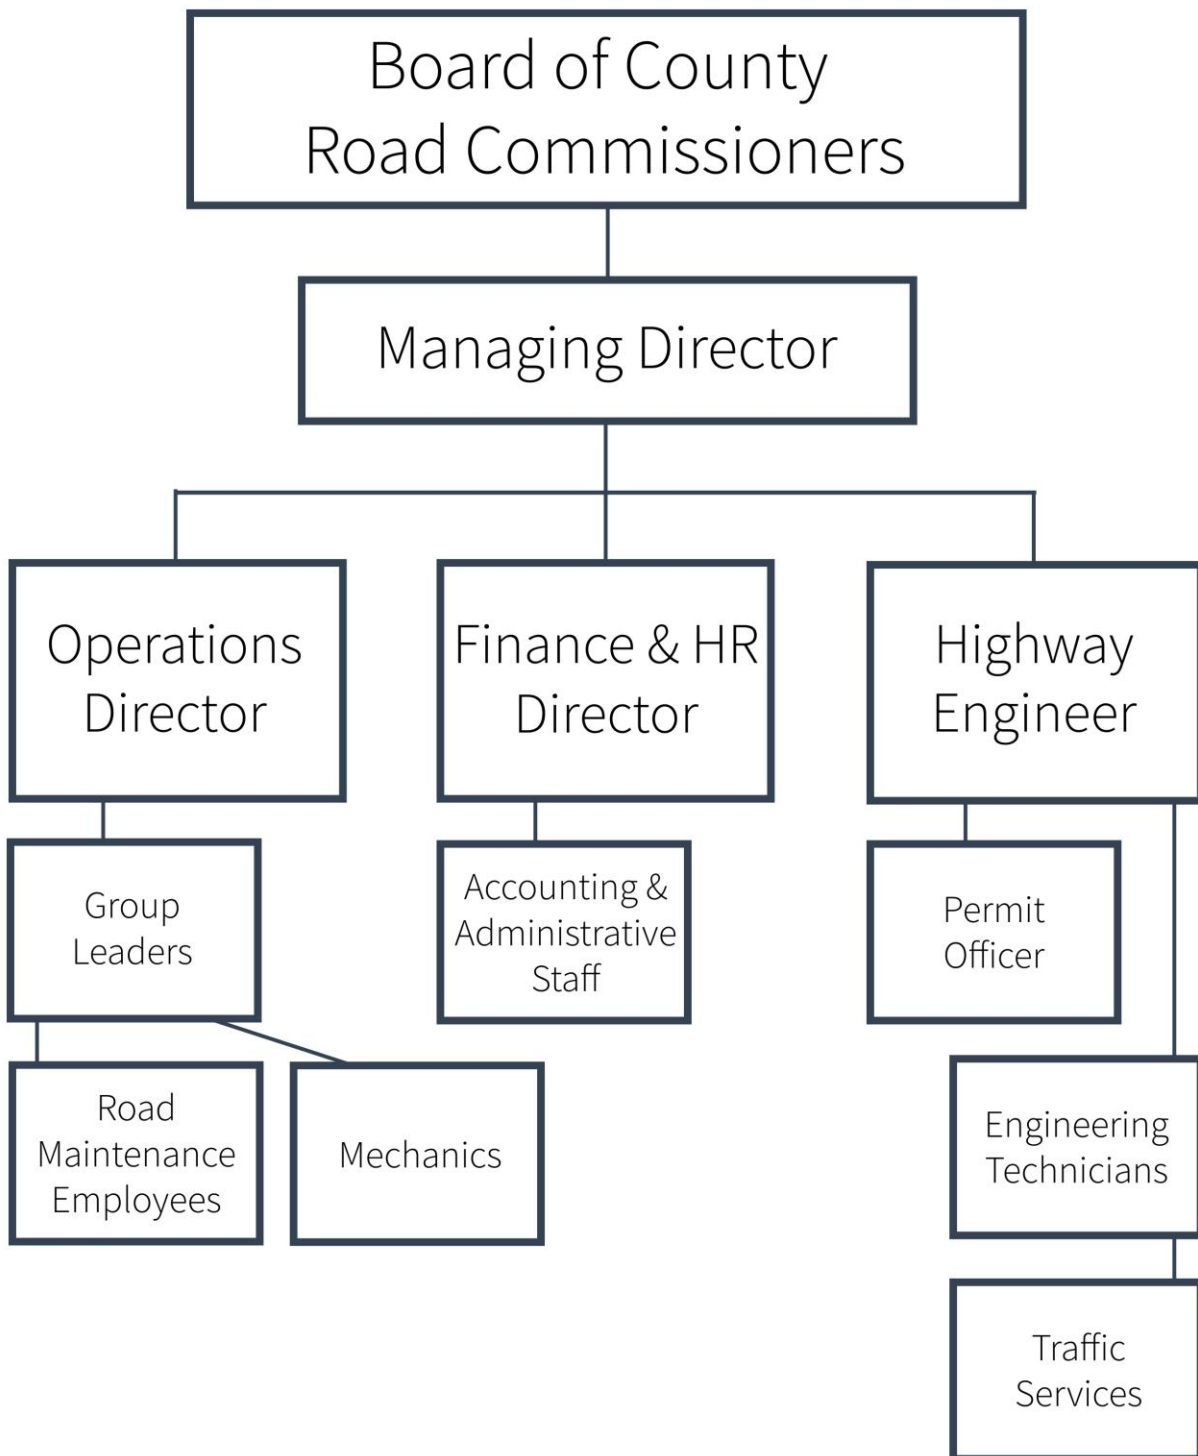 Board of County
Road Commissioners
Managing Director
Operations
Director
Finance & HR
Director
Highway
Engineer
Group
Leaders
Accounting &
Administrative
Staff
Permit
Officer
Road
Maintenance
Employees
Mechanics
Engineering
Technicians
Traffic
Services